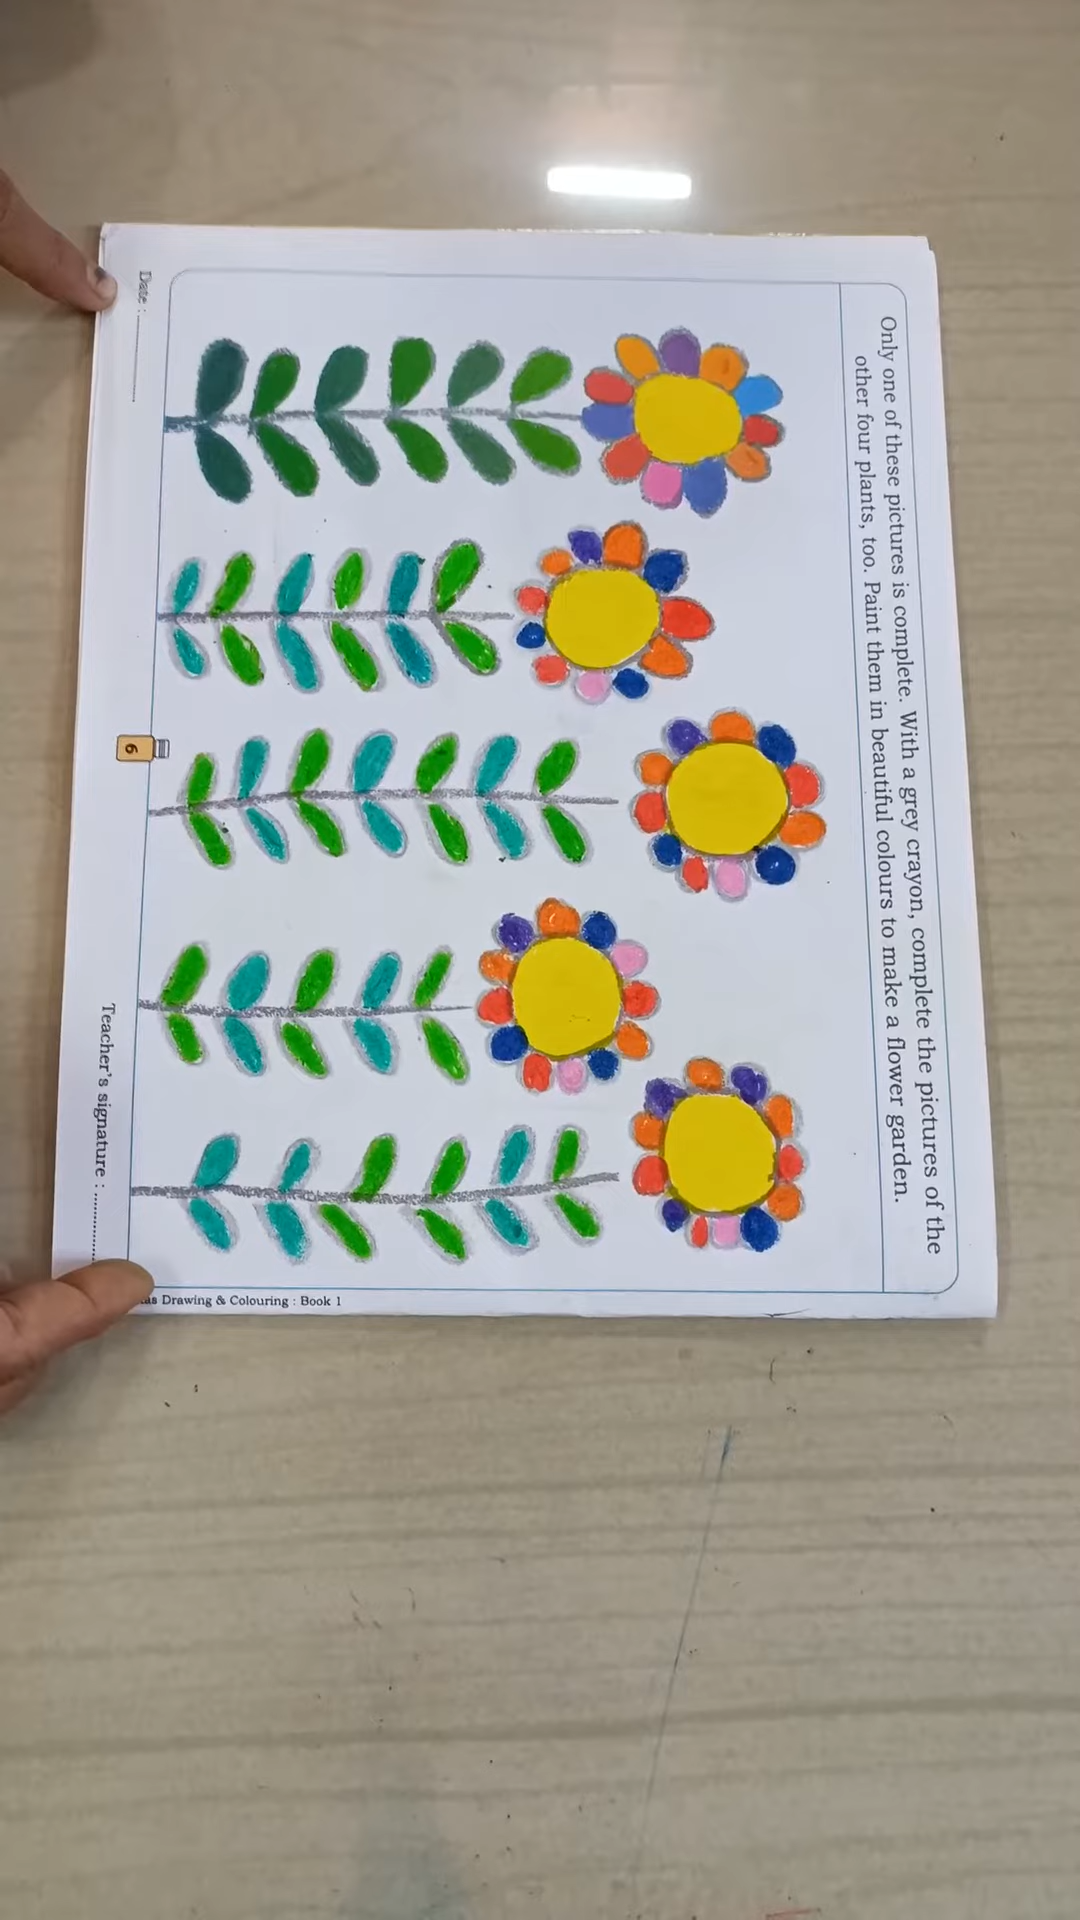 Only one of these pictures is complete. With a grey crayon, complete the pictures of the
other four plants, too. Paint them in beautiful colours to make a flower garden.
Date :
6
Teacher's signature :
Drawing & Colouring : Book 1